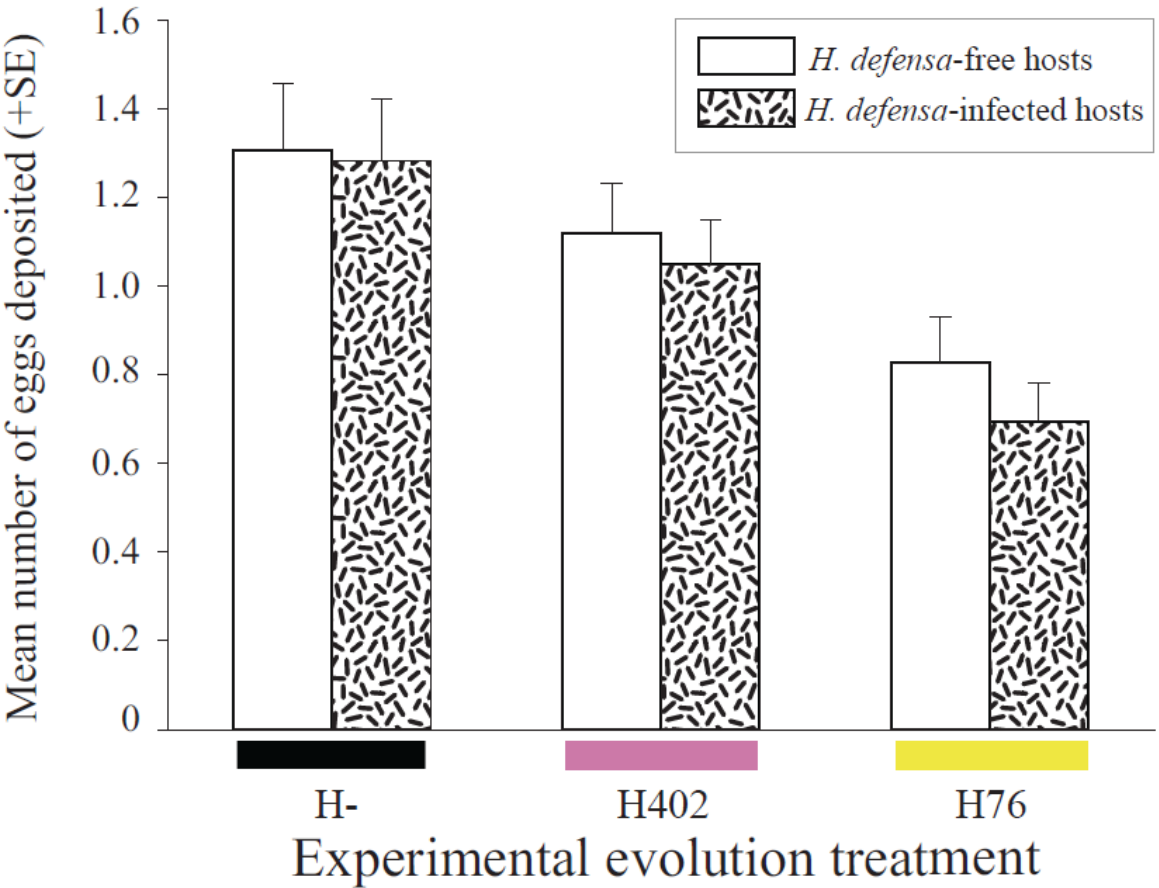 Mean number of eggs deposited (+SE)
1.6
1.4
1.2
1.0
0.8
0.6
0.4
0.2
0
H. defensa-free hosts
H. defensa-infected hosts
H-
H402
H76
Experimental evolution treatment